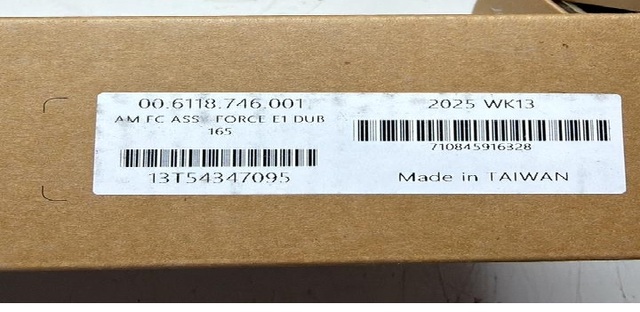 00.6118.746.001
AM FC ASS FORCE E1 DUB
165
13T54347095
2025 WK13
710845916328
Made in TAIWAN